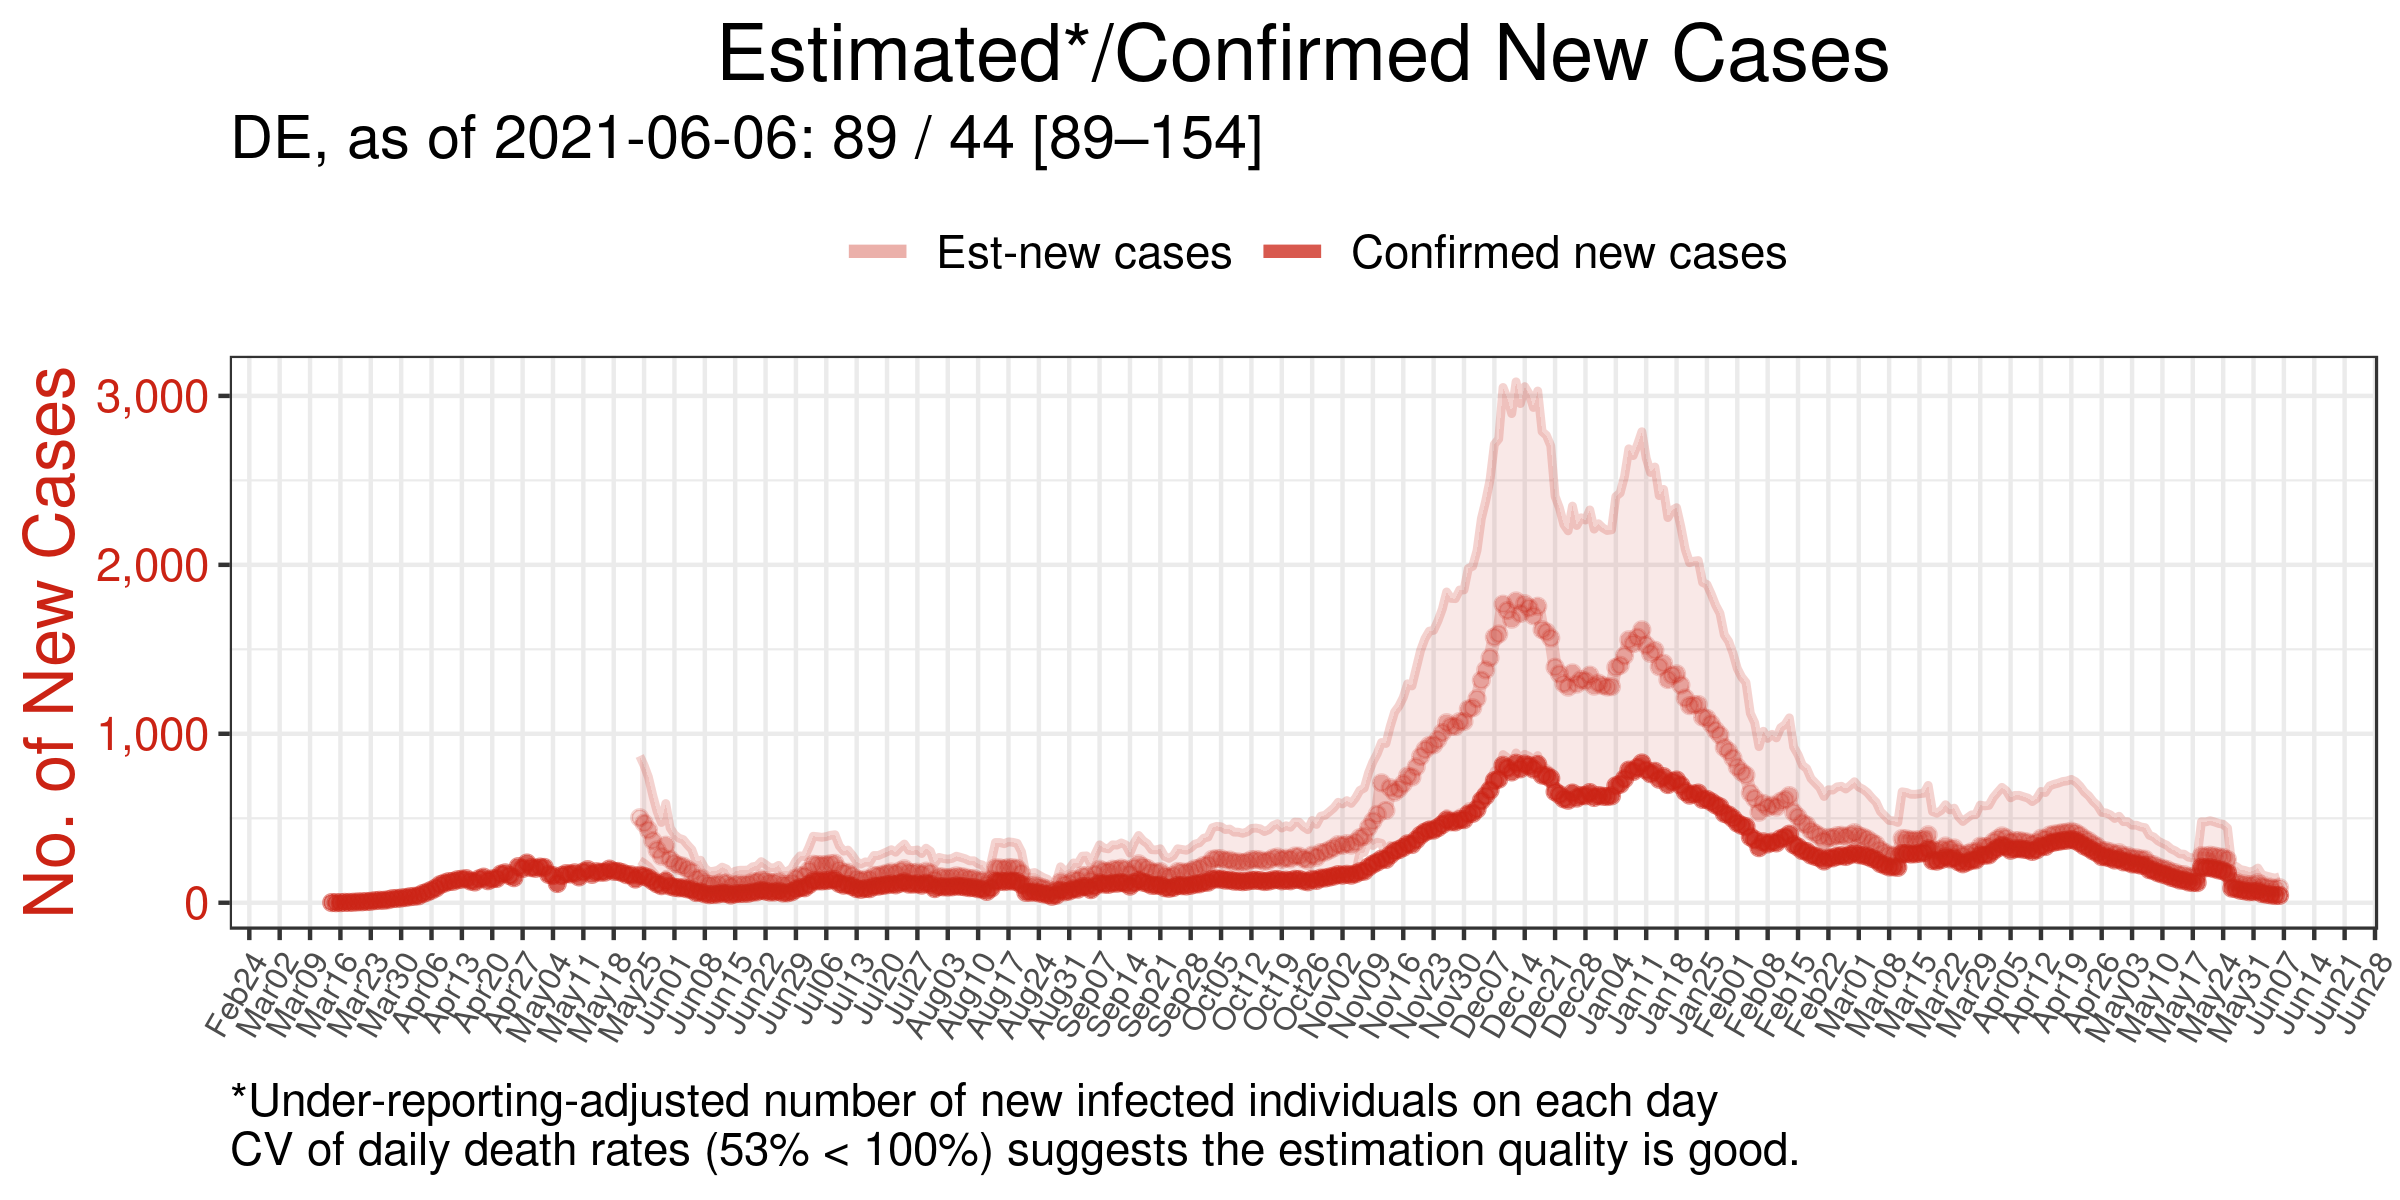 Estimated*/Confirmed New Cases
DE, as of 2021-06-06: 89 / 44 [89–154]
Est-new cases
Confirmed new cases
No. of New Cases
3,000
2,000
1,000
0
Feb24
Mar02
Mar09
Mar16
Mar23
Mar30
Apr06
Apr13
Apr20
Apr27
May04
May11
May18
May25
Jun01
Jun08
Jun15
Jun22
Jun29
Jul06
Jul13
Jul20
Jul27
Aug03
Aug10
Aug17
Aug24
Aug31
Sep07
Sep14
Sep21
Sep28
Oct05
Oct12
Oct19
Oct26
Nov02
Nov09
Nov16
Nov23
Nov30
Dec07
Dec14
Dec21
Dec28
Jan04
Jan11
Jan18
Jan25
Feb01
Feb08
Feb15
Feb22
Mar01
Mar08
Mar15
Mar22
Mar29
Apr05
Apr12
Apr19
Apr26
May03
May10
May17
May24
May31
Jun07
Jun14
Jun21
Jun28
*Under-reporting-adjusted number of new infected individuals on each day
CV of daily death rates (53% < 100%) suggests the estimation quality is good.